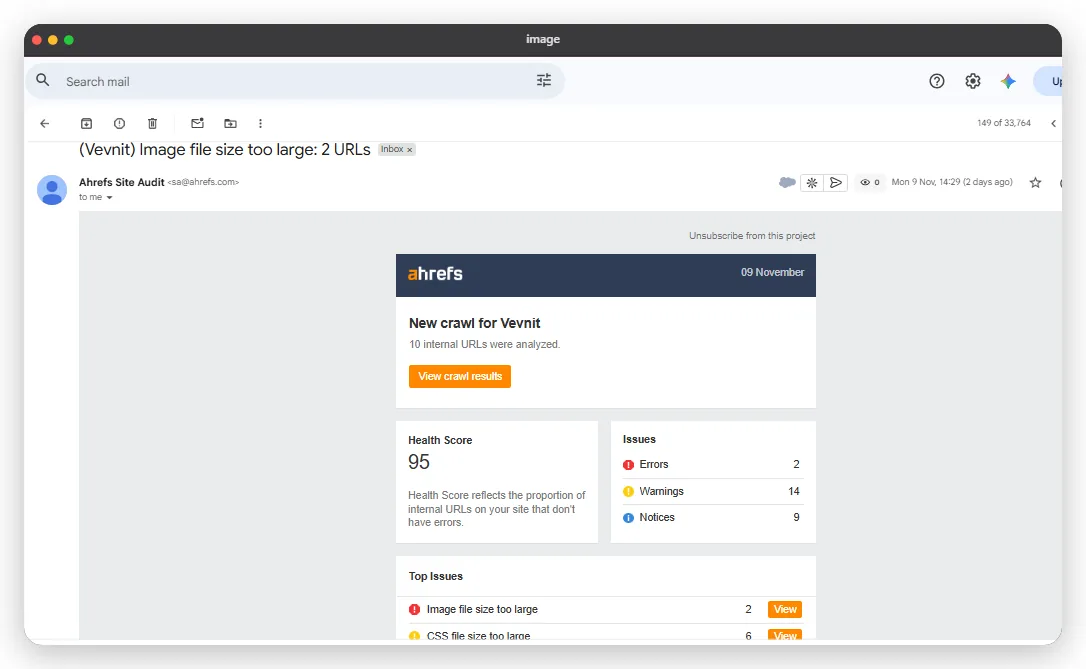 image
Search mail
149 of 33,764
(Vevnit) Image file size too large: 2 URLs Inbox ×
Ahrefs Site Audit <sa@ahrefs.com>
0 Mon 9 Nov, 14:29 (2 days ago)
to me
Unsubscribe from this project
ahrefs 09 November
New crawl for Vevnit
10 internal URLs were analyzed.
View crawl results
Health Score
95
Health Score reflects the proportion of
internal URLs on your site that don't
have errors.
Issues
Errors 2
Warnings 14
Notices 9
Top Issues
Image file size too large 2 View
CSS file size too large 6 View